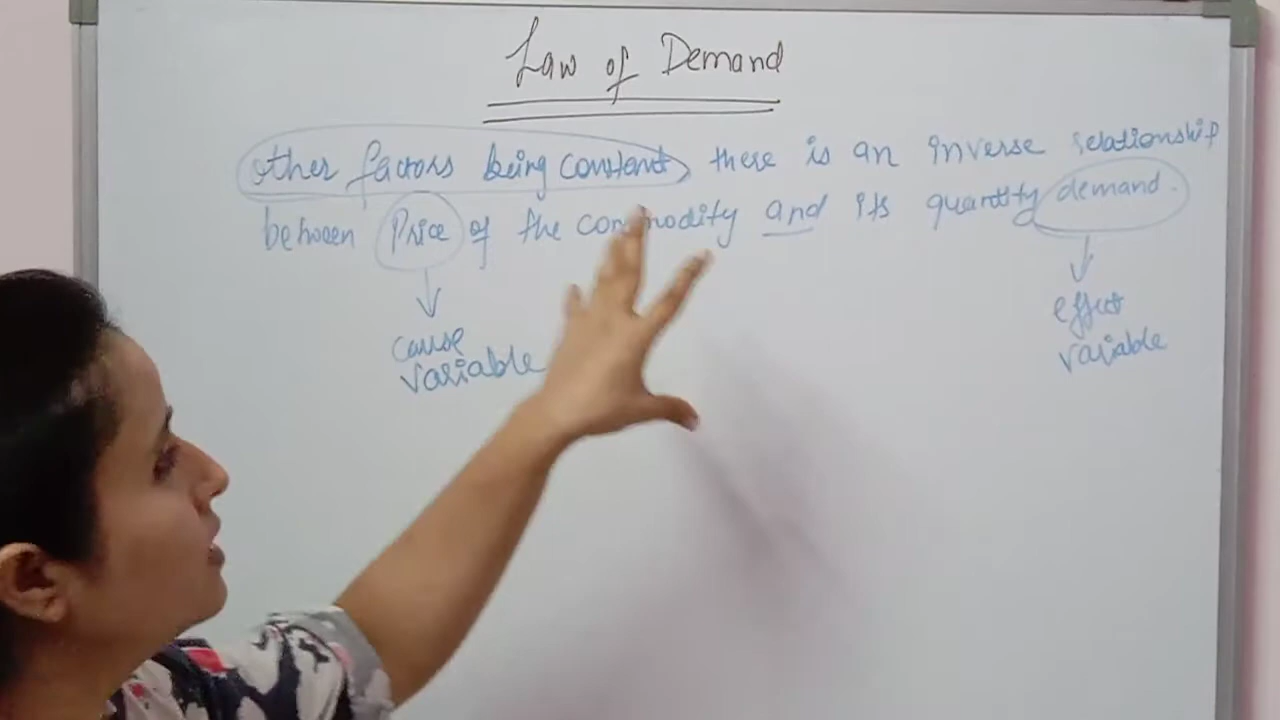 Law of Demand
other factors being constant there is an inverse relationship
between Price of the commodity and its quantity demand.
cause
variable
effect
variable